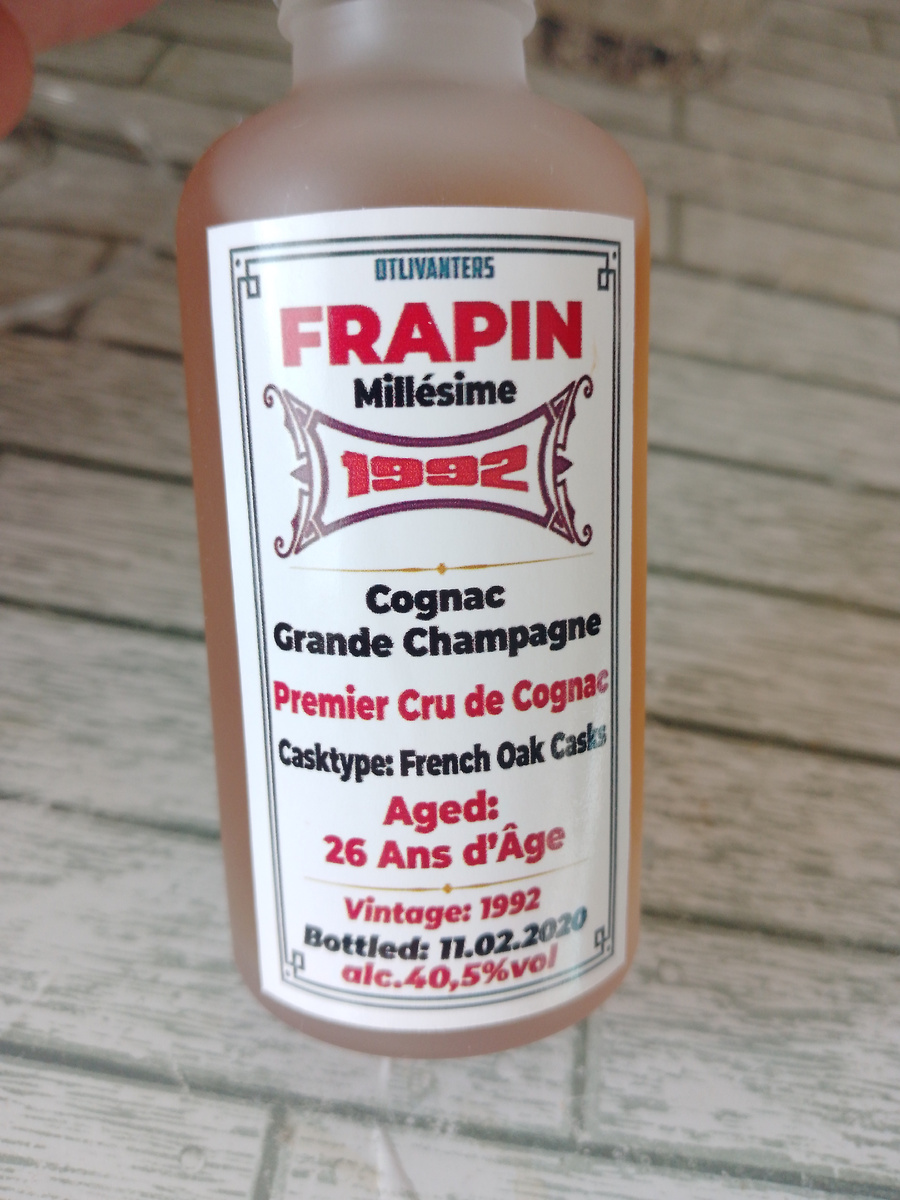 OTLIVANTERS
FRAPIN
Millésime
1992
Cognac
Grande Champagne
Premier Cru de Cognac
Casktype: French Oak Casks
Aged:
26 Ans d'Âge
Vintage: 1992
Bottled: 11.02.2020
alc.40,5%vol